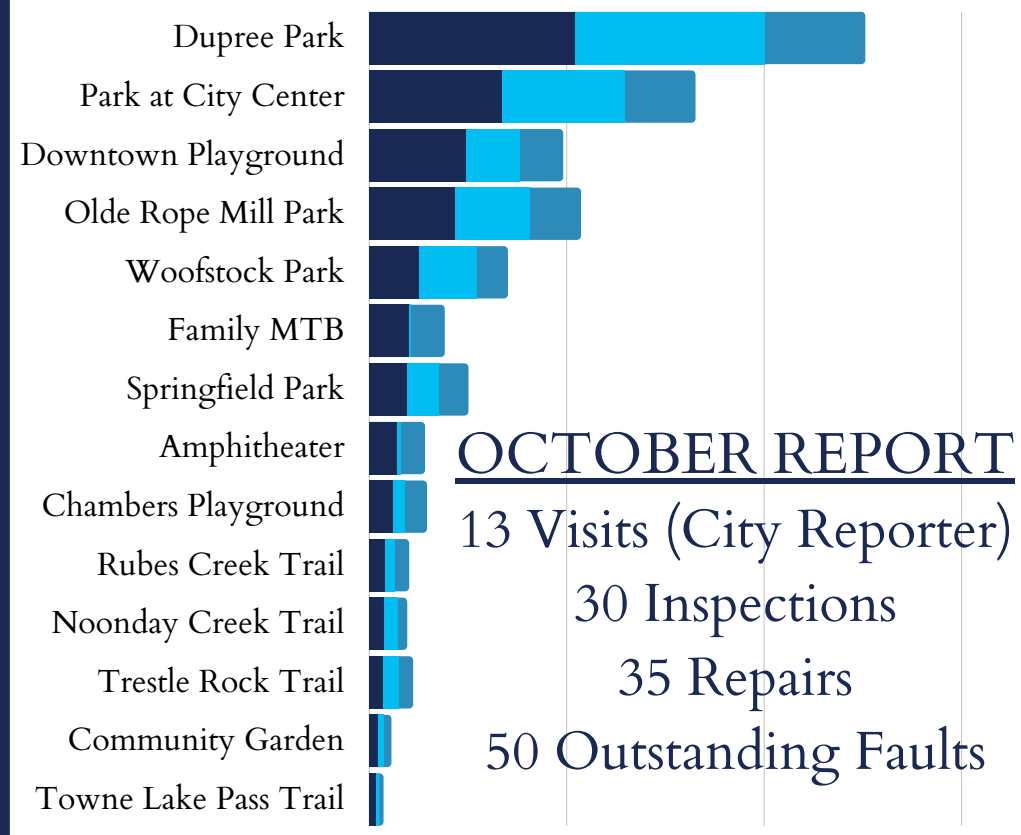 Dupree Park
Park at City Center
Downtown Playground
Olde Rope Mill Park
Woofstock Park
Family MTB
Springfield Park
Amphitheater
Chambers Playground
Rubes Creek Trail
Noonday Creek Trail
Trestle Rock Trail
Community Garden
Towne Lake Pass Trail
OCTOBER REPORT
13 Visits (City Reporter)
30 Inspections
35 Repairs
50 Outstanding Faults